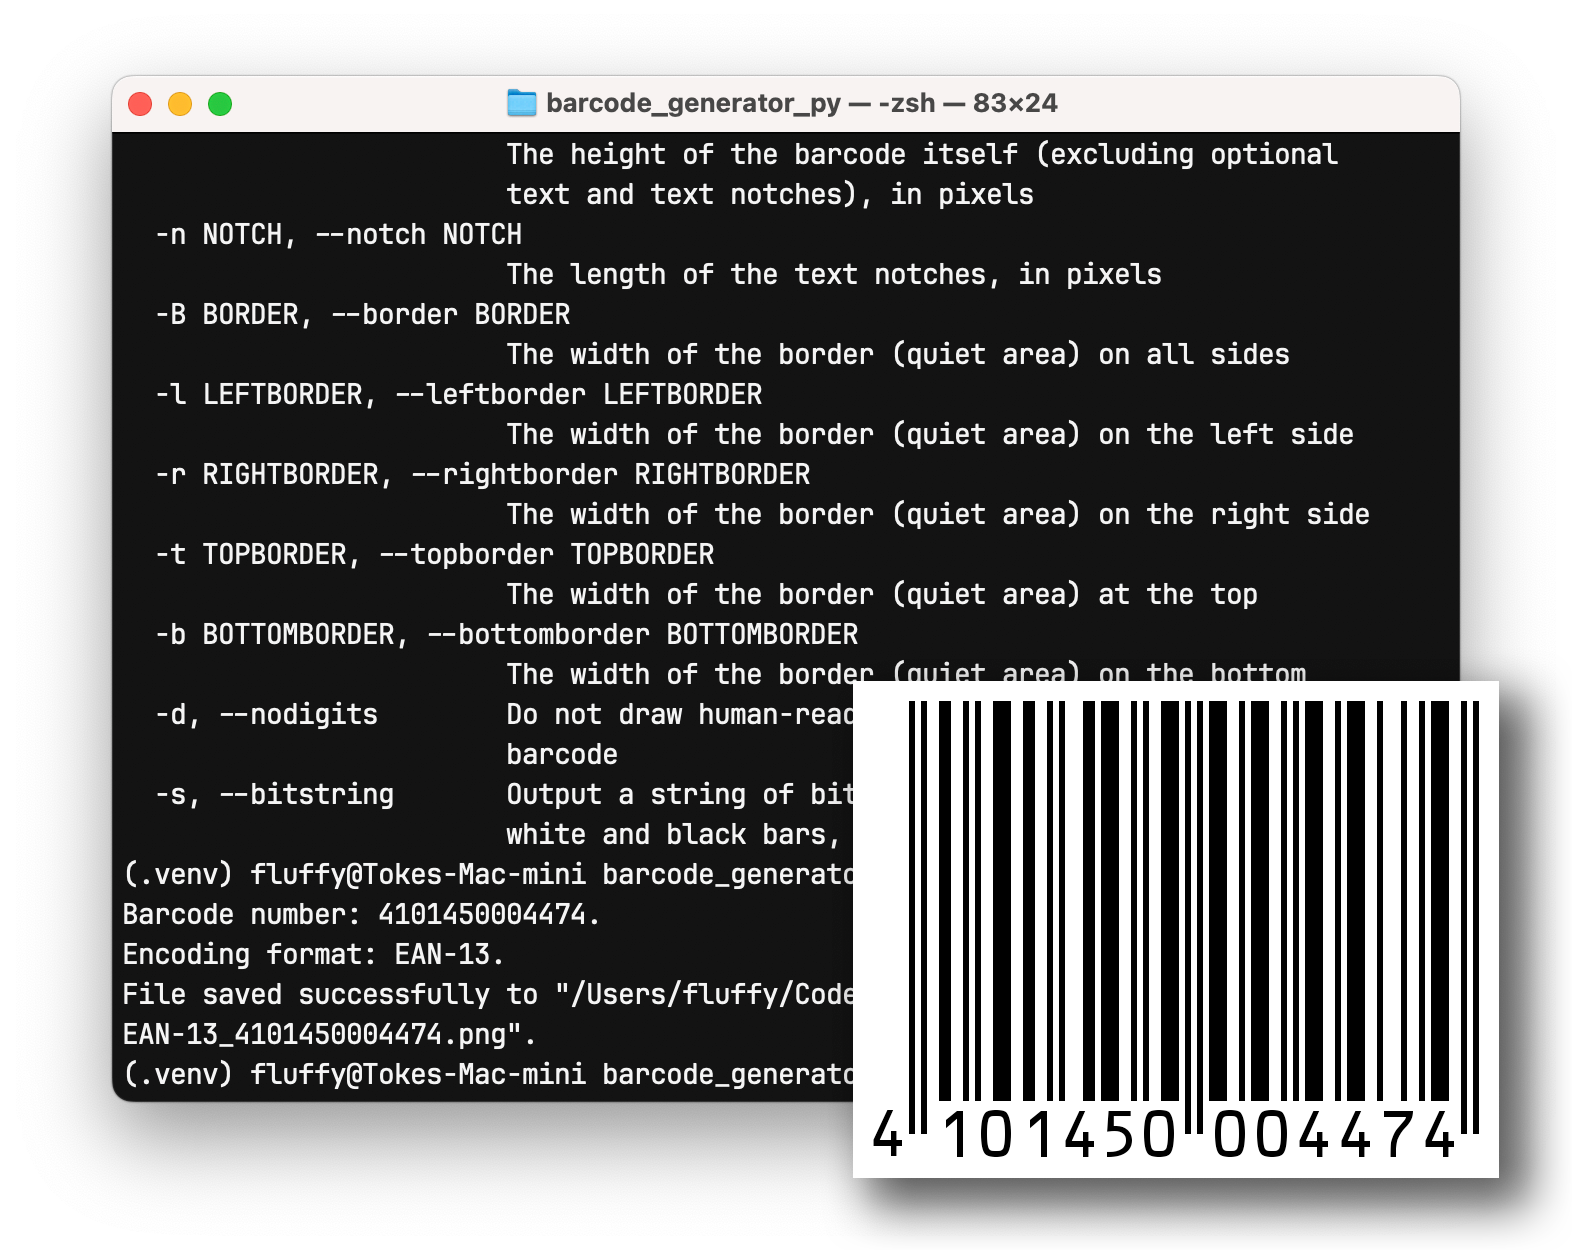 barcode_generator_py — -zsh — 83×24
The height of the barcode itself (excluding optional
text and text notches), in pixels
-n NOTCH, --notch NOTCH
The length of the text notches, in pixels
-B BORDER, --border BORDER
The width of the border (quiet area) on all sides
-l LEFTBORDER, --leftborder LEFTBORDER
The width of the border (quiet area) on the left side
-r RIGHTBORDER, --rightborder RIGHTBORDER
The width of the border (quiet area) on the right side
-t TOPBORDER, --topborder TOPBORDER
The width of the border (quiet area) at the top
-b BOTTOMBORDER, --bottomborder BOTTOMBORDER
The width of the border (quiet area) on the bottom
-d, --nodigits Do not draw human-read
barcode
-s, --bitstring Output a string of bit
white and black bars,
(.venv) fluffy@Tokes-Mac-mini barcode_generato
Barcode number: 4101450004474.
Encoding format: EAN-13.
File saved successfully to "/Users/fluffy/Code
EAN-13_4101450004474.png".
(.venv) fluffy@Tokes-Mac-mini barcode_generato
4 101450 004474